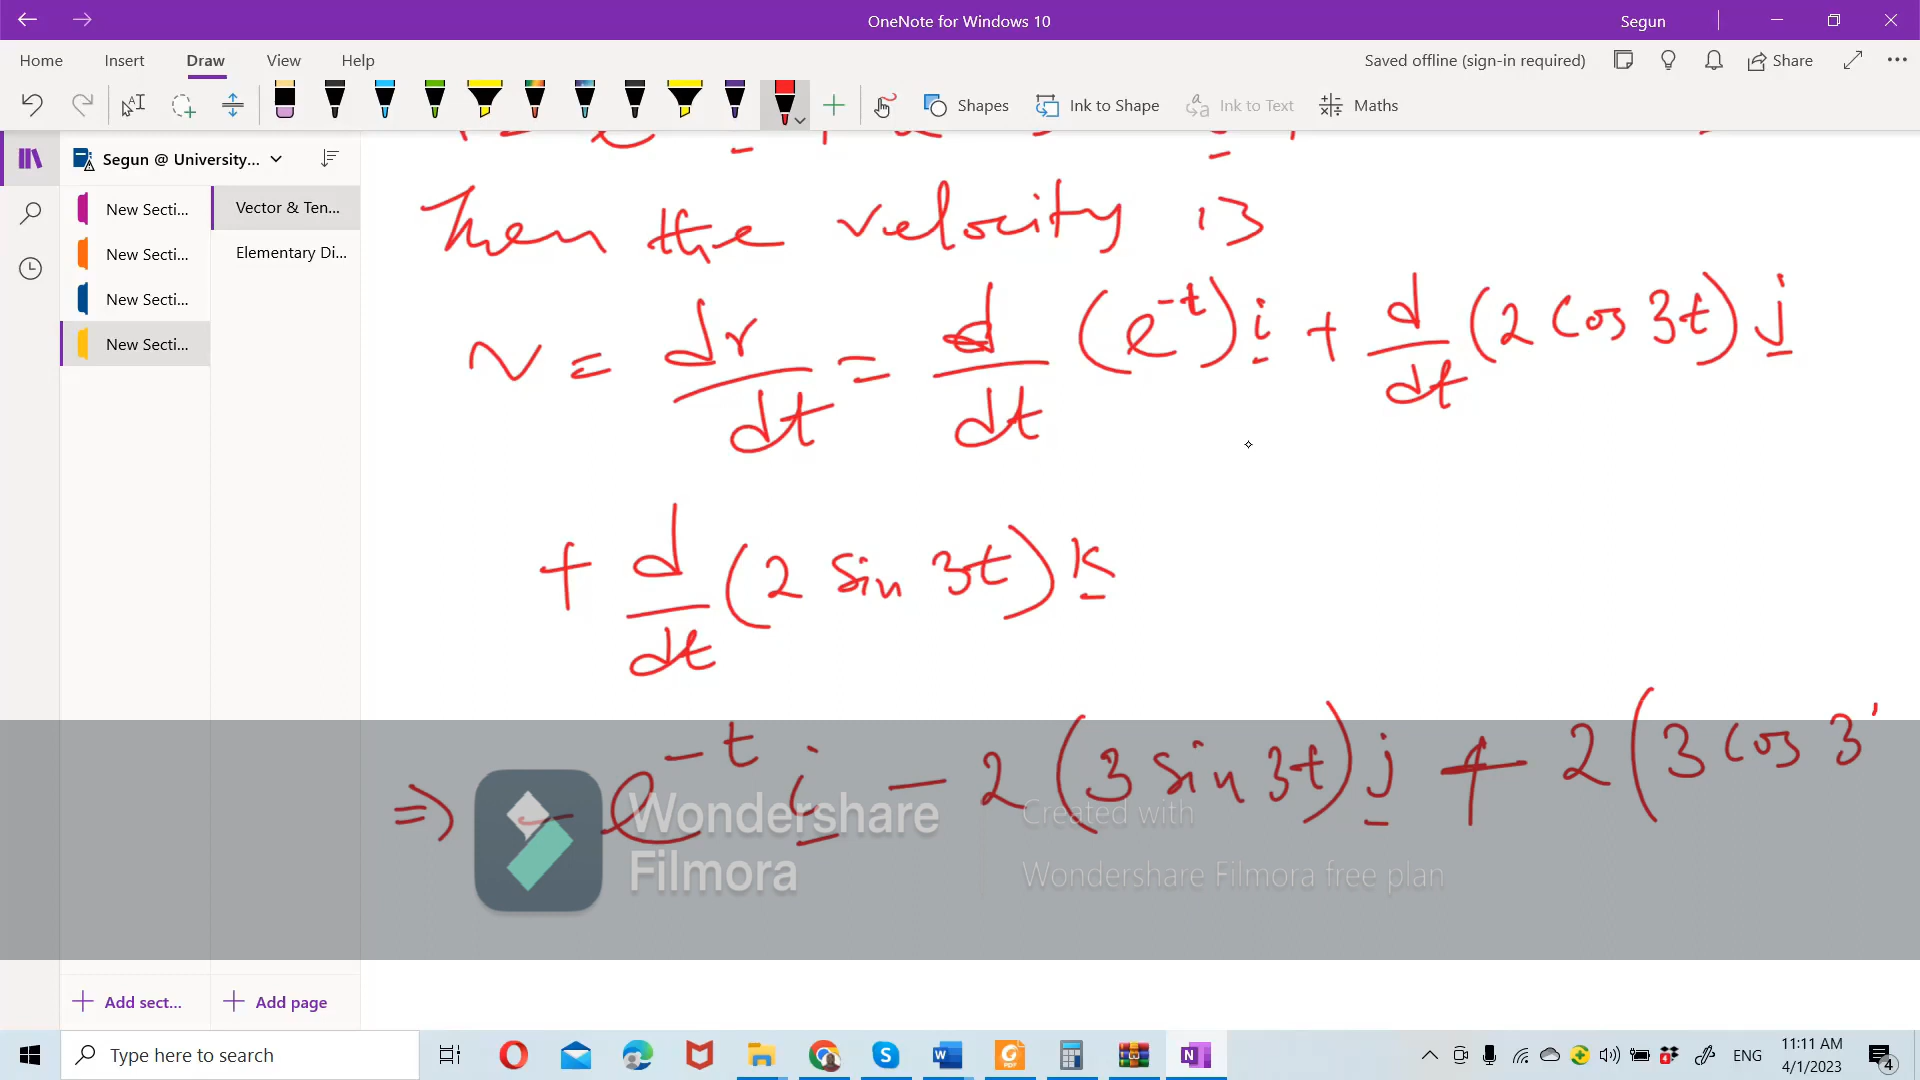 OneNote for Windows 10
Segun
Home Insert Draw View Help
Saved offline (sign-in required) Share
Shapes Ink to Shape Ink to Text Maths
Segun @ University...
New Secti...
New Secti...
New Secti...
New Secti...
Vector & Ten...
Elementary Di...
Then the velocity is
v = dr/dt = d/dt (e^-t) i + d/dt (2 cos 3t) j
+ d/dt (2 sin 3t) k
=> - e^-t i - 2 (3 sin 3t) j + 2 (3 cos 3
Wondershare
Filmora
Created with
Wondershare Filmora free plan
+ Add sect...
+ Add page
Type here to search
ENG
11:11 AM
4/1/2023
4